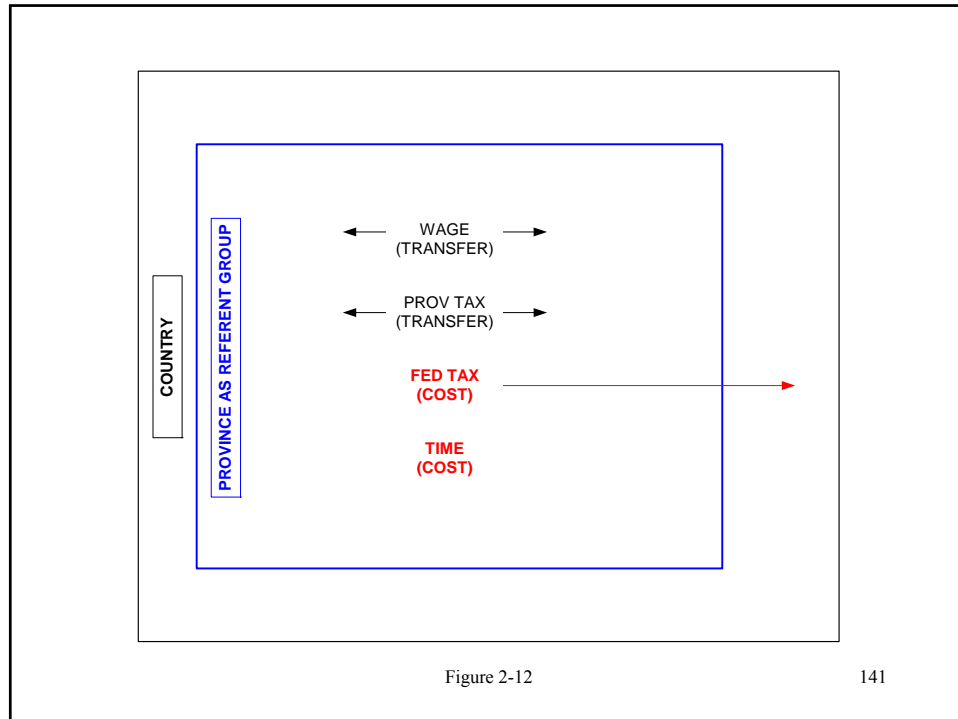 COUNTRY
PROVINCE AS REFERENT GROUP
WAGE
(TRANSFER)
PROV TAX
(TRANSFER)
FED TAX
(COST)
TIME
(COST)
Figure 2-12
141